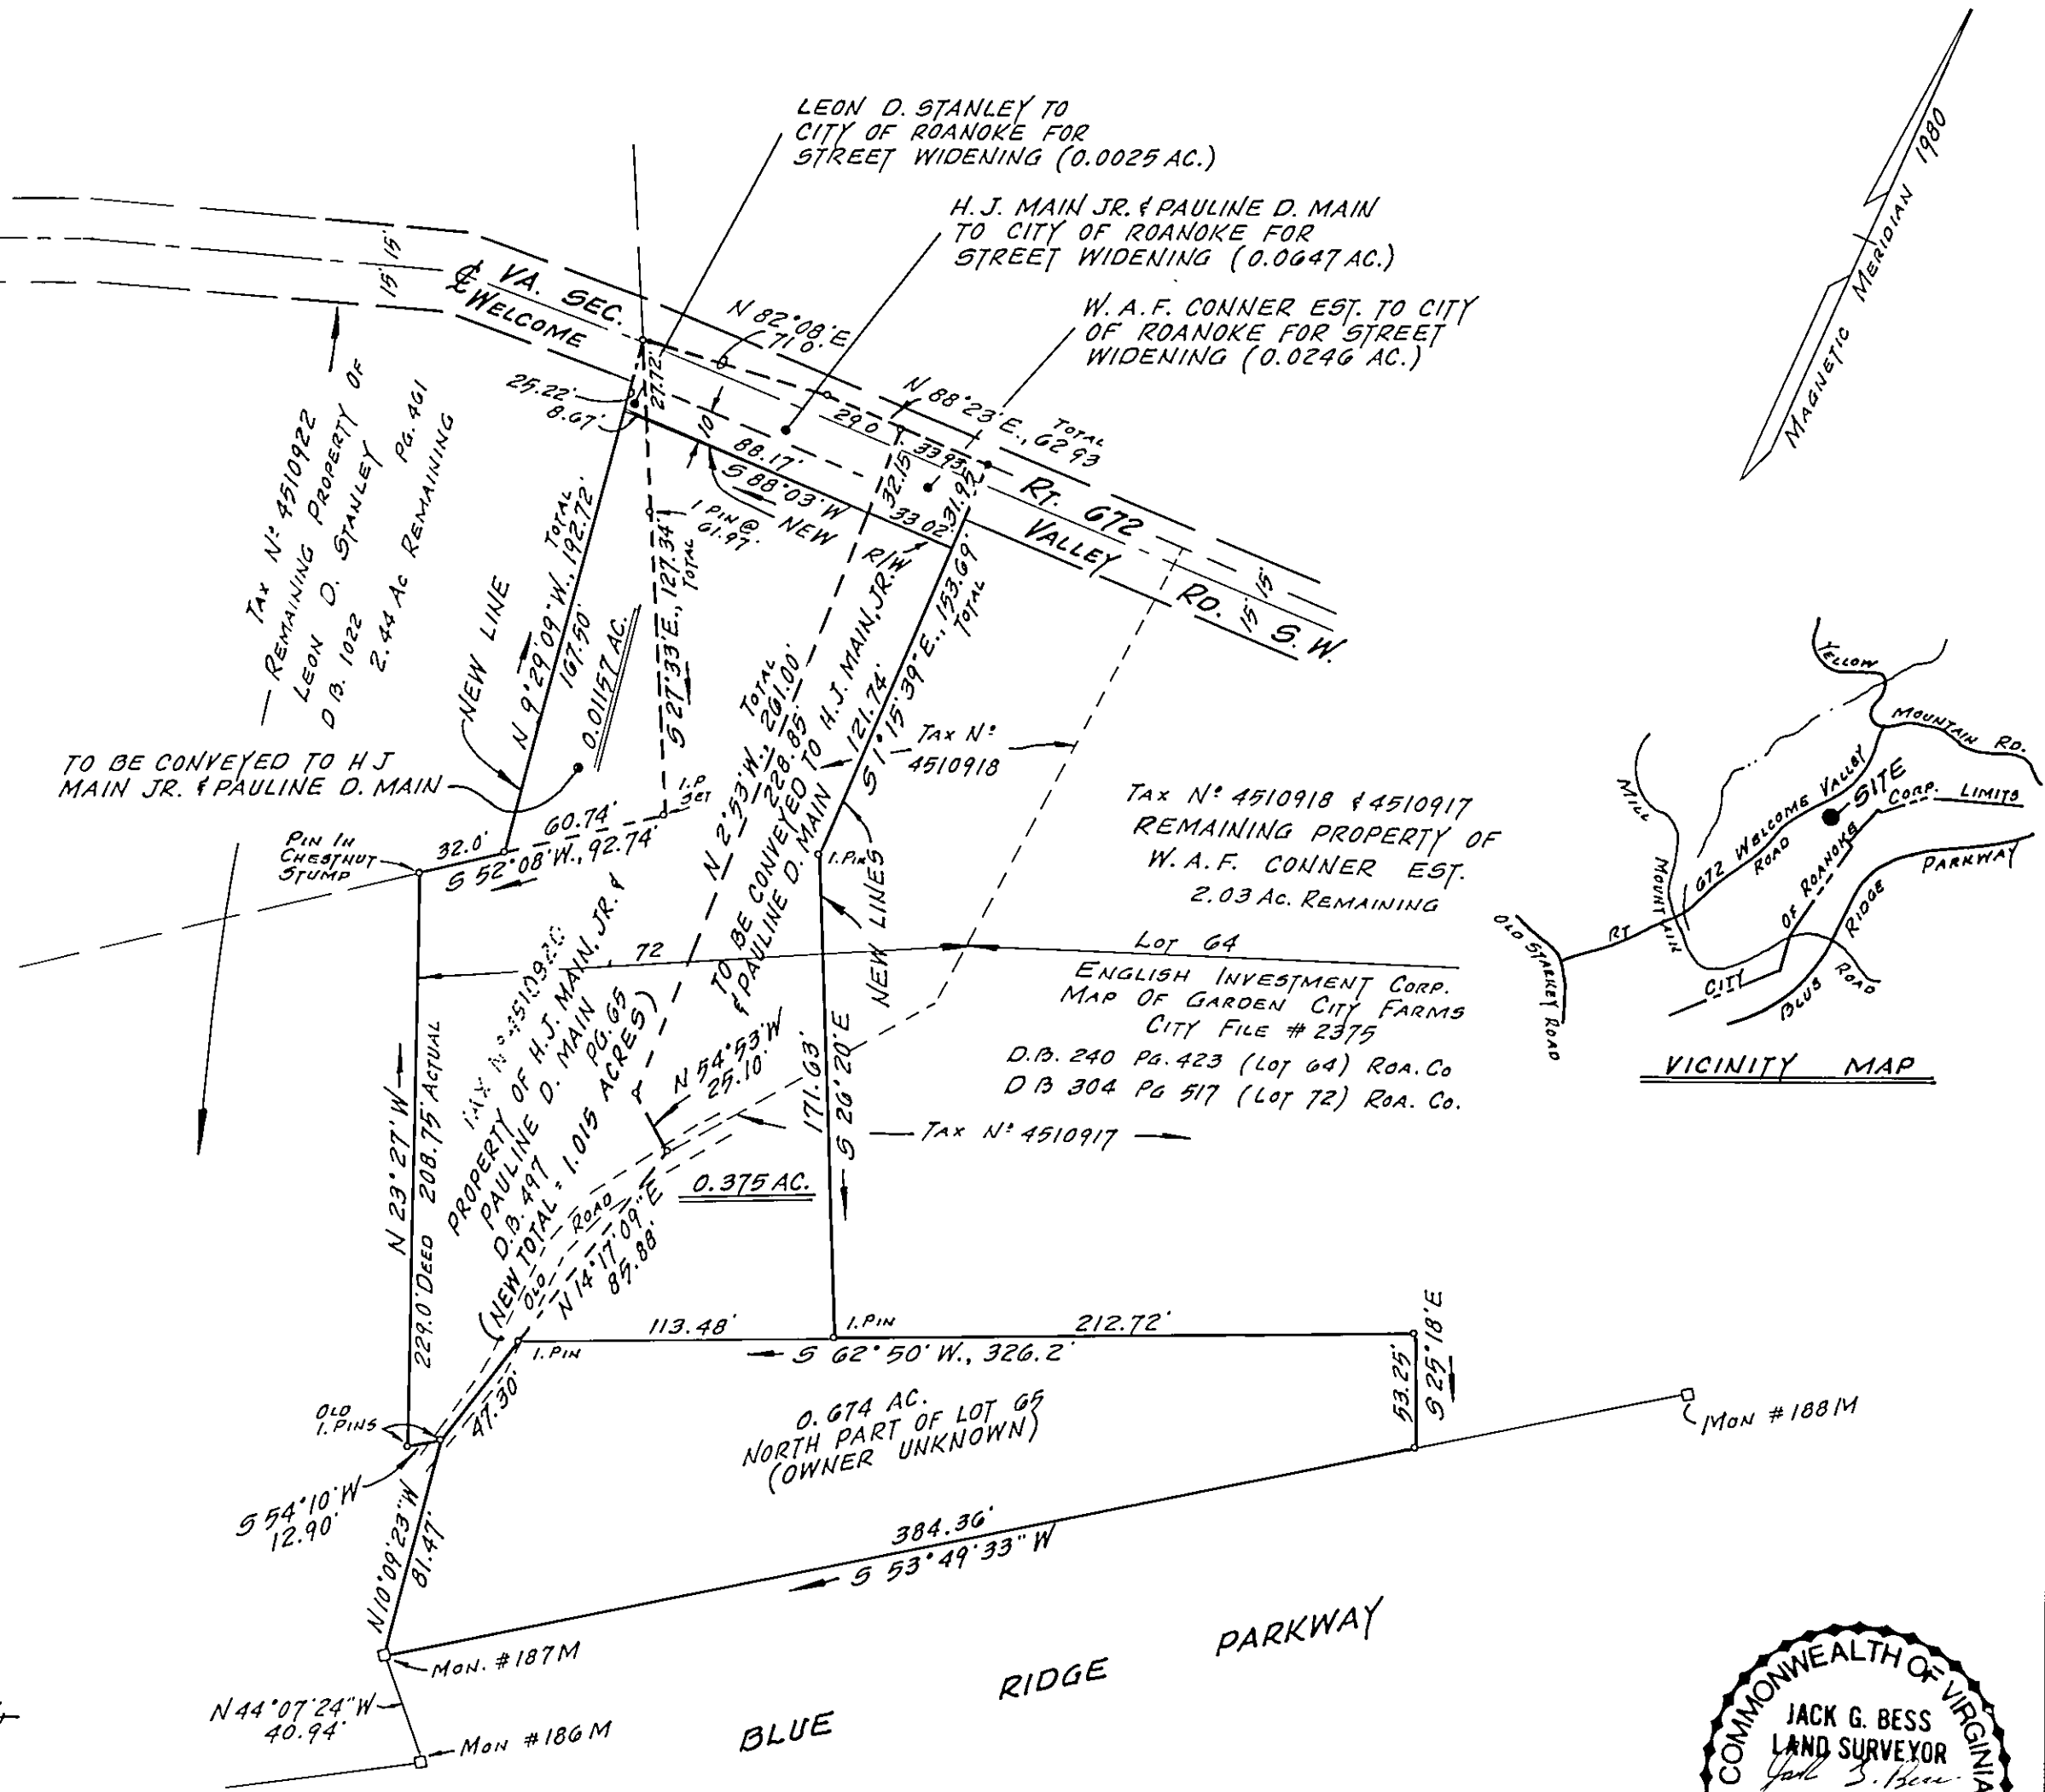 LEON D. STANLEY TO
CITY OF ROANOKE FOR
STREET WIDENING (0.0025 AC.)
H.J. MAIN JR. & PAULINE D. MAIN
TO CITY OF ROANOKE FOR
STREET WIDENING (0.0647 AC.)
W.A.F. CONNER EST. TO CITY
OF ROANOKE FOR STREET
WIDENING (0.0246 AC.)
MAGNETIC MERIDIAN 1980
15' 15'
℄ VA. SEC. RT. 672
WELCOME VALLEY RD. S.W.
15' 15'
N 82°08' E
71.0'
N 88°23' E., 62.93
TOTAL
29.0
33.93
27.72'
25.22'
8.67'
10'
88.17'
S 88°03' W
NEW R/W
33.02
32.15'
31.95'
TAX Nº 4510922
REMAINING PROPERTY OF
LEON D. STANLEY
D.B. 1022 PG. 461
2.44 AC REMAINING
NEW LINE
N 9°29'09" W., 192.72'
TOTAL
167.50'
0.01157 AC.
1 PIN @
61.97'
S 27°33' E., 127.34'
TOTAL
TO BE CONVEYED TO H J
MAIN JR. & PAULINE D. MAIN
I.P.
SET
PIN IN
CHESTNUT
STUMP
32.0'
60.74'
S 52°08' W., 92.74'
N 2°53' W., 261.00'
TOTAL
228.85'
TO BE CONVEYED TO H.J. MAIN, JR.
& PAULINE D. MAIN
121.74'
S 1°15'39" E., 153.69'
TOTAL
TAX Nº
4510918
I. PIN
NEW LINES
TAX Nº 4510918 & 4510917
REMAINING PROPERTY OF
W.A.F. CONNER EST.
2.03 AC. REMAINING
72
LOT 64
ENGLISH INVESTMENT CORP.
MAP OF GARDEN CITY FARMS
CITY FILE # 2375
D.B. 240 PG. 423 (LOT 64) ROA. CO
D B 304 PG 517 (LOT 72) ROA. CO.
TAX Nº 4510917
TAX Nº 4510920
PROPERTY OF H.J. MAIN, JR. &
PAULINE D. MAIN
D.B. 497 PG. 65
(NEW TOTAL = 1.015 ACRES)
N 54°53' W
25.10'
171.63'
S 26°20' E
0.375 AC.
N 23°27' W
229.0' DEED 208.75' ACTUAL
OLD ROAD
N 14°17'09" E
85.88'
113.48'
I. PIN
I. PIN
212.72'
S 62°50' W., 326.2'
53.25'
S 25°18' E
OLD
I. PINS
47.30'
S 54°10' W
12.90'
N 10°09'23" W
81.47'
0.674 AC.
NORTH PART OF LOT 65
(OWNER UNKNOWN)
384.36'
S 53°49'33" W
MON #188 M
MON. #187 M
N 44°07'24" W
40.94'
MON #186 M
BLUE RIDGE PARKWAY
YELLOW MOUNTAIN RD.
MILL MOUNTAIN
RT 672 WELCOME VALLEY
ROAD
SITE
CORP. LIMITS
OF ROANOKE
CITY
BLUE RIDGE PARKWAY
ROAD
OLD STARKEY ROAD
VICINITY MAP
COMMONWEALTH OF VIRGINIA
JACK G. BESS
LAND SURVEYOR